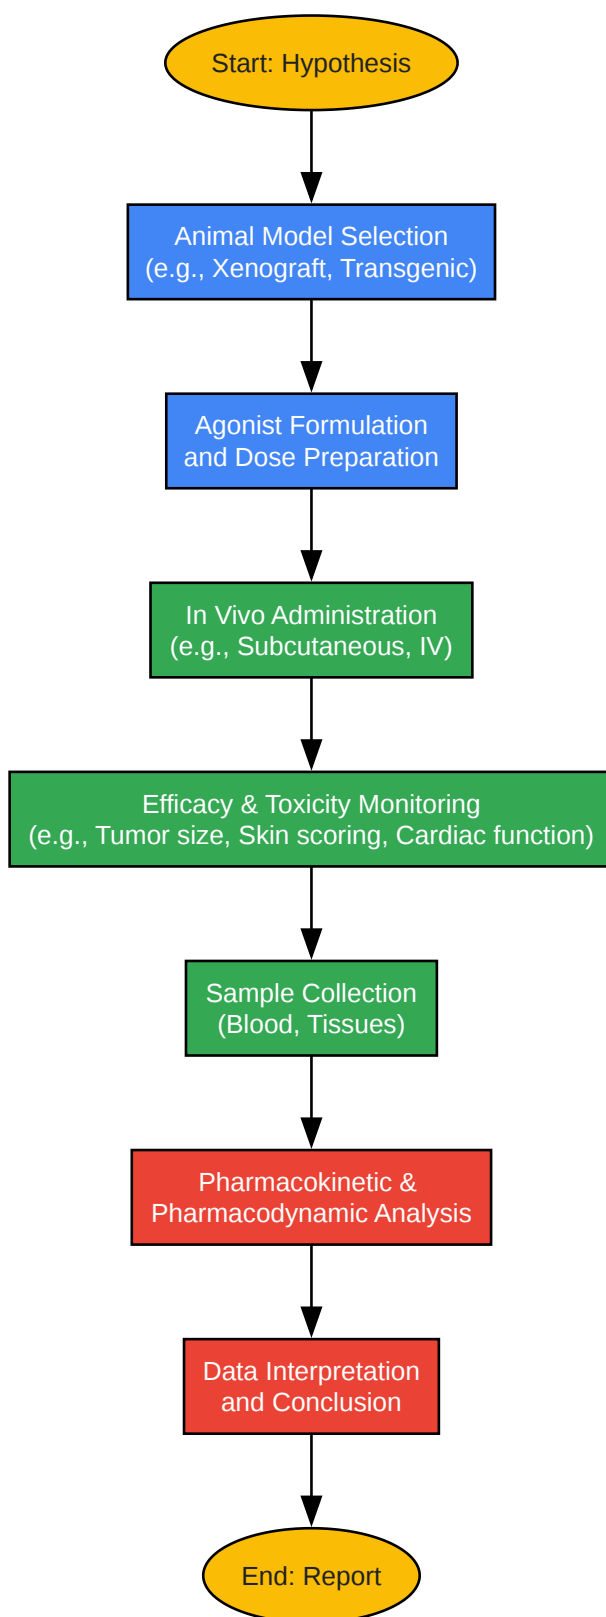 Start: Hypothesis
Animal Model Selection
(e.g., Xenograft, Transgenic)
Agonist Formulation
and Dose Preparation
In Vivo Administration
(e.g., Subcutaneous, IV)
Efficacy & Toxicity Monitoring
(e.g., Tumor size, Skin scoring, Cardiac function)
Sample Collection
(Blood, Tissues)
Pharmacokinetic &
Pharmacodynamic Analysis
Data Interpretation
and Conclusion
End: Report